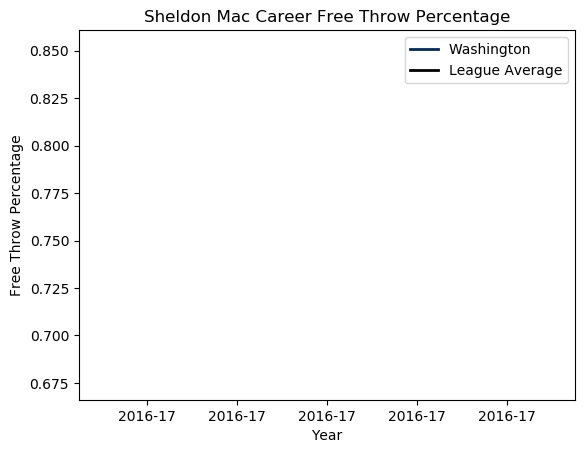 Sheldon Mac Career Free Throw Percentage
Washington
League Average
0.850
0.825
0.800
0.775
0.750
0.725
0.700
0.675
Free Throw Percentage
2016-17 2016-17 2016-17 2016-17 2016-17
Year